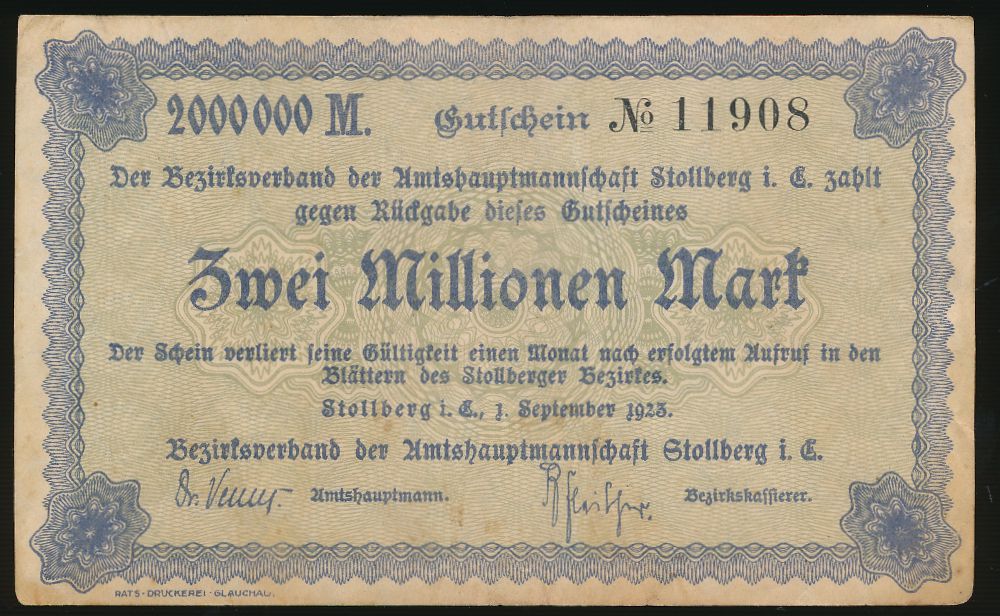 2000000 M. Gutschein № 11908
Der Bezirksverband der Amtshauptmannschaft Stollberg i. E. zahlt
gegen Rückgabe dieses Gutscheines
Zwei Millionen Mark
Der Schein verliert seine Gültigkeit einen Monat nach erfolgtem Aufruf in den
Blättern des Stollberger Bezirkes.
Stollberg i. E., 1. September 1923.
Bezirksverband der Amtshauptmannschaft Stollberg i. E.
Dr. Amtshauptmann. Bezirkskassierer.
RATS-DRUCKEREI-GLAUCHAU.